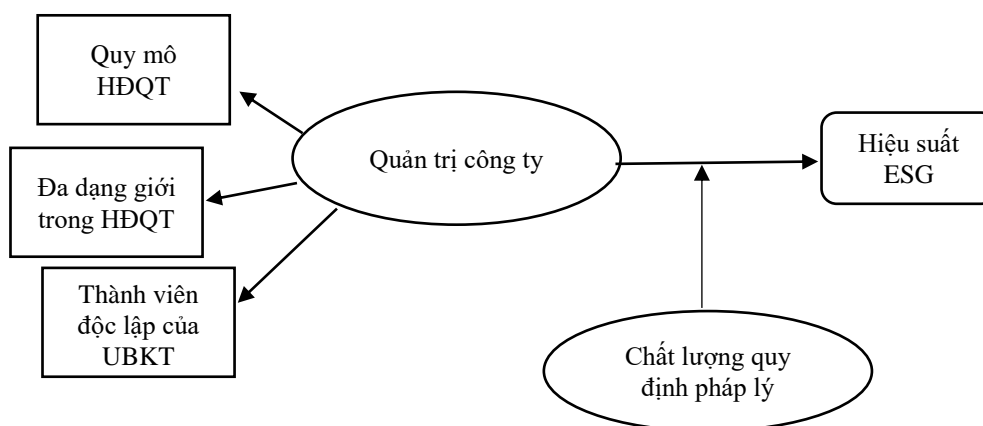 Quy mô
HĐQT
Đa dạng giới
trong HĐQT
Thành viên
độc lập của
UBKT
Quản trị công ty
Hiệu suất
ESG
Chất lượng quy
định pháp lý